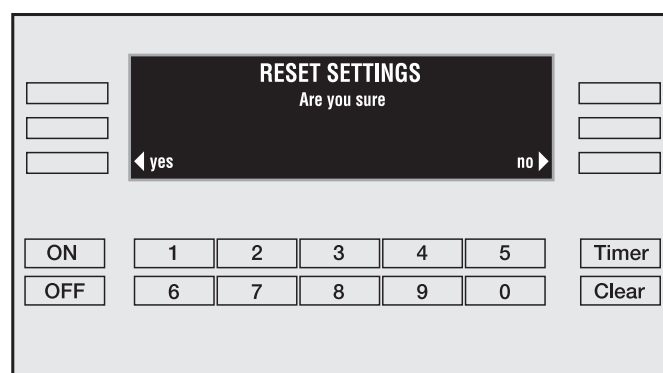 RESET SETTINGS
Are you sure
yes no
ON 1 2 3 4 5 Timer
OFF 6 7 8 9 0 Clear